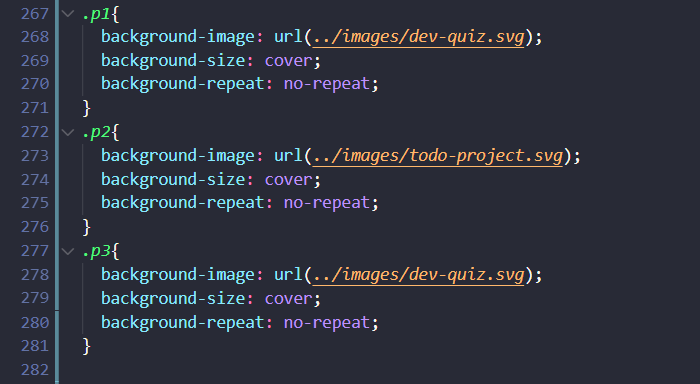 267 .p1{
268 background-image: url(../images/dev-quiz.svg);
269 background-size: cover;
270 background-repeat: no-repeat;
271 }
272 .p2{
273 background-image: url(../images/todo-project.svg);
274 background-size: cover;
275 background-repeat: no-repeat;
276 }
277 .p3{
278 background-image: url(../images/dev-quiz.svg);
279 background-size: cover;
280 background-repeat: no-repeat;
281 }
282